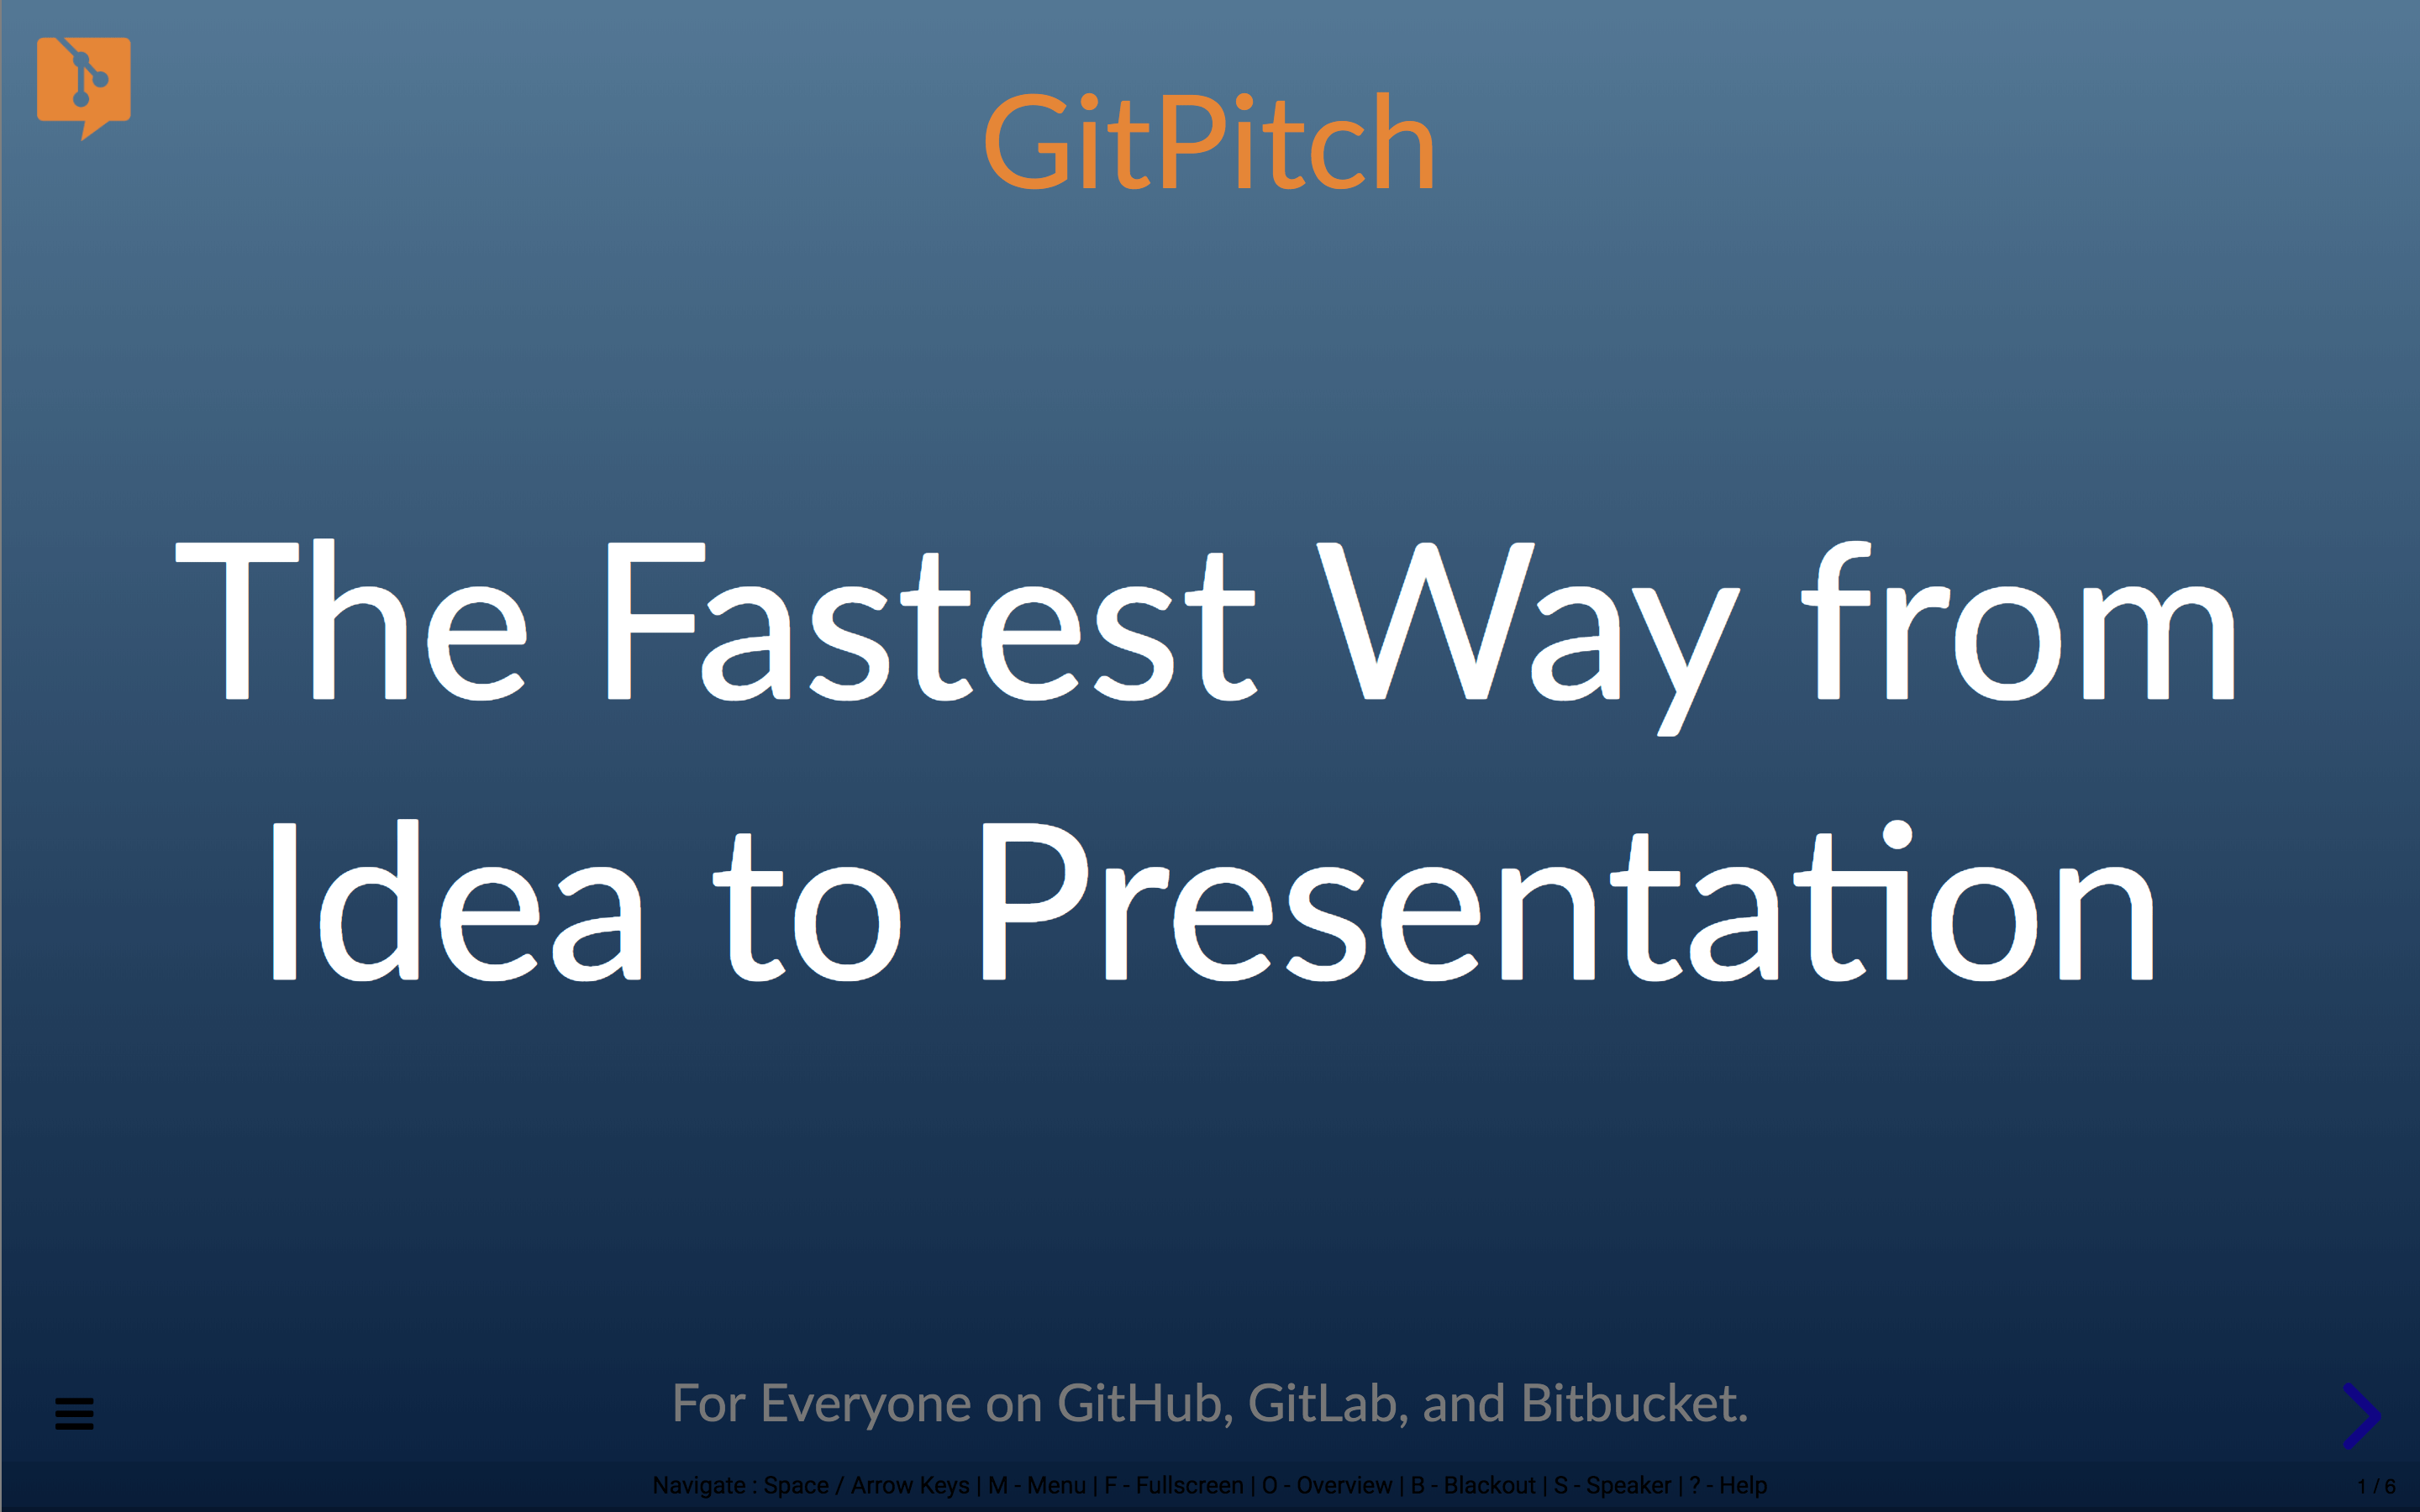 GitPitch
The Fastest Way from
Idea to Presentation
For Everyone on GitHub, GitLab, and Bitbucket.
Navigate : Space / Arrow Keys | M - Menu | F - Fullscreen | O - Overview | B - Blackout | S - Speaker | ? - Help
1 / 6